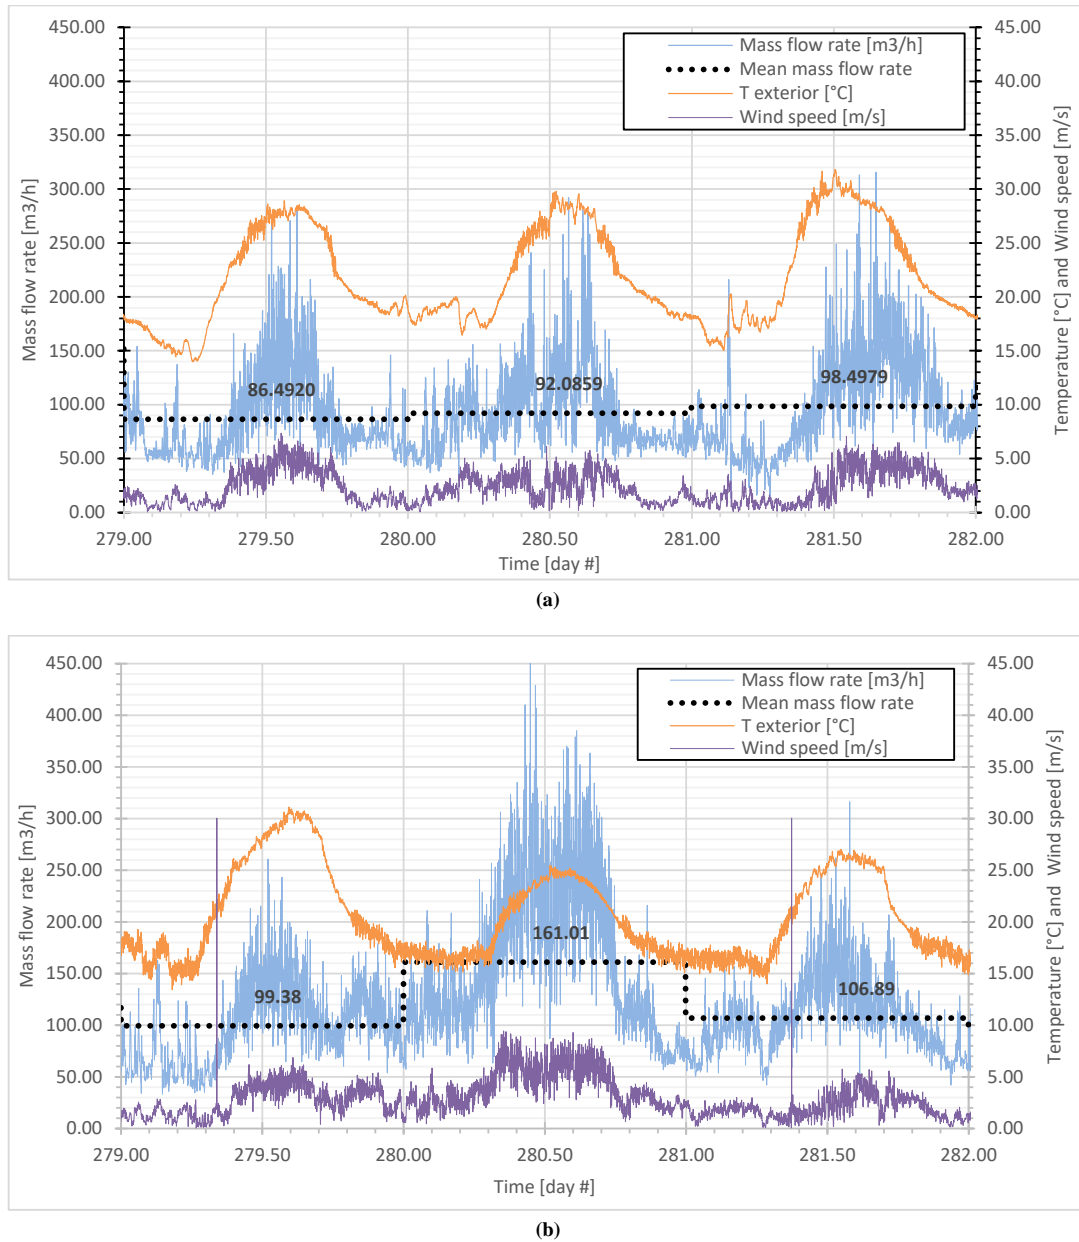 450.00
400.00
350.00
300.00
250.00
200.00
150.00
100.00
50.00
0.00
Mass flow rate [m3/h]
45.00
40.00
35.00
30.00
25.00
20.00
15.00
10.00
5.00
0.00
Temperature [°C] and Wind speed [m/s]
Mass flow rate [m3/h]
Mean mass flow rate
T exterior [°C]
Wind speed [m/s]
86.4920
92.0859
98.4979
279.00 279.50 280.00 280.50 281.00 281.50 282.00
Time [day #]
(a)
450.00
400.00
350.00
300.00
250.00
200.00
150.00
100.00
50.00
0.00
Mass flow rate [m3/h]
45.00
40.00
35.00
30.00
25.00
20.00
15.00
10.00
5.00
0.00
Temperature [°C] and Wind speed [m/s]
Mass flow rate [m3/h]
Mean mass flow rate
T exterior [°C]
Wind speed [m/s]
99.38
161.01
106.89
279.00 279.50 280.00 280.50 281.00 281.50 282.00
Time [day #]
(b)